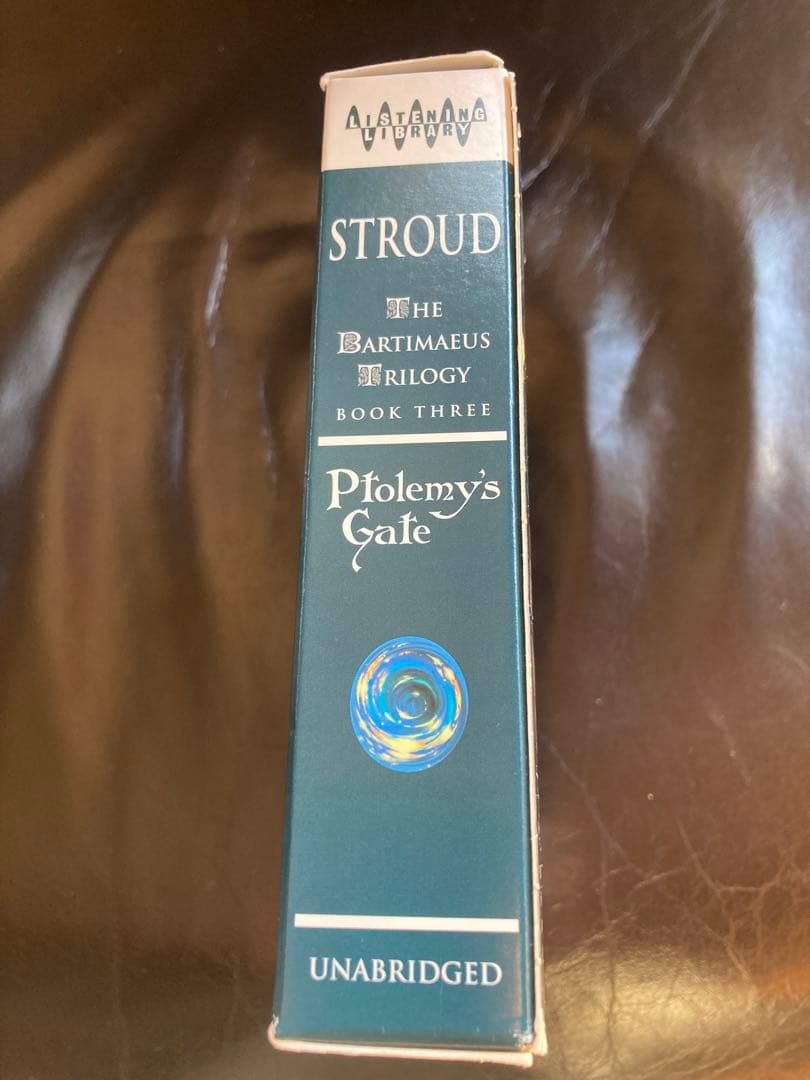 LISTENING
LIBRARY
STROUD
THE
BARTIMAEUS
TRILOGY
BOOK THREE
Ptolemy's
Gate
UNABRIDGED